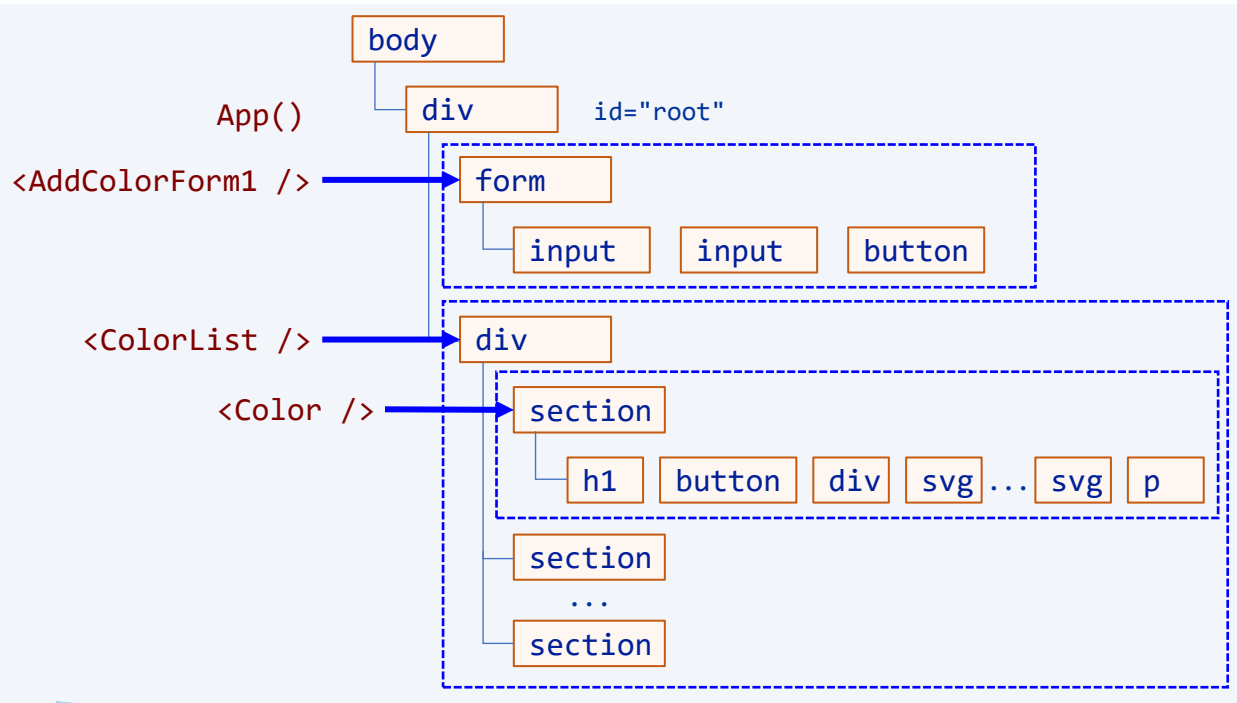 body
App() div id="root"
<AddColorForm1 /> form
input input button
<ColorList /> div
<Color /> section
h1 button div svg ... svg p
section
...
section